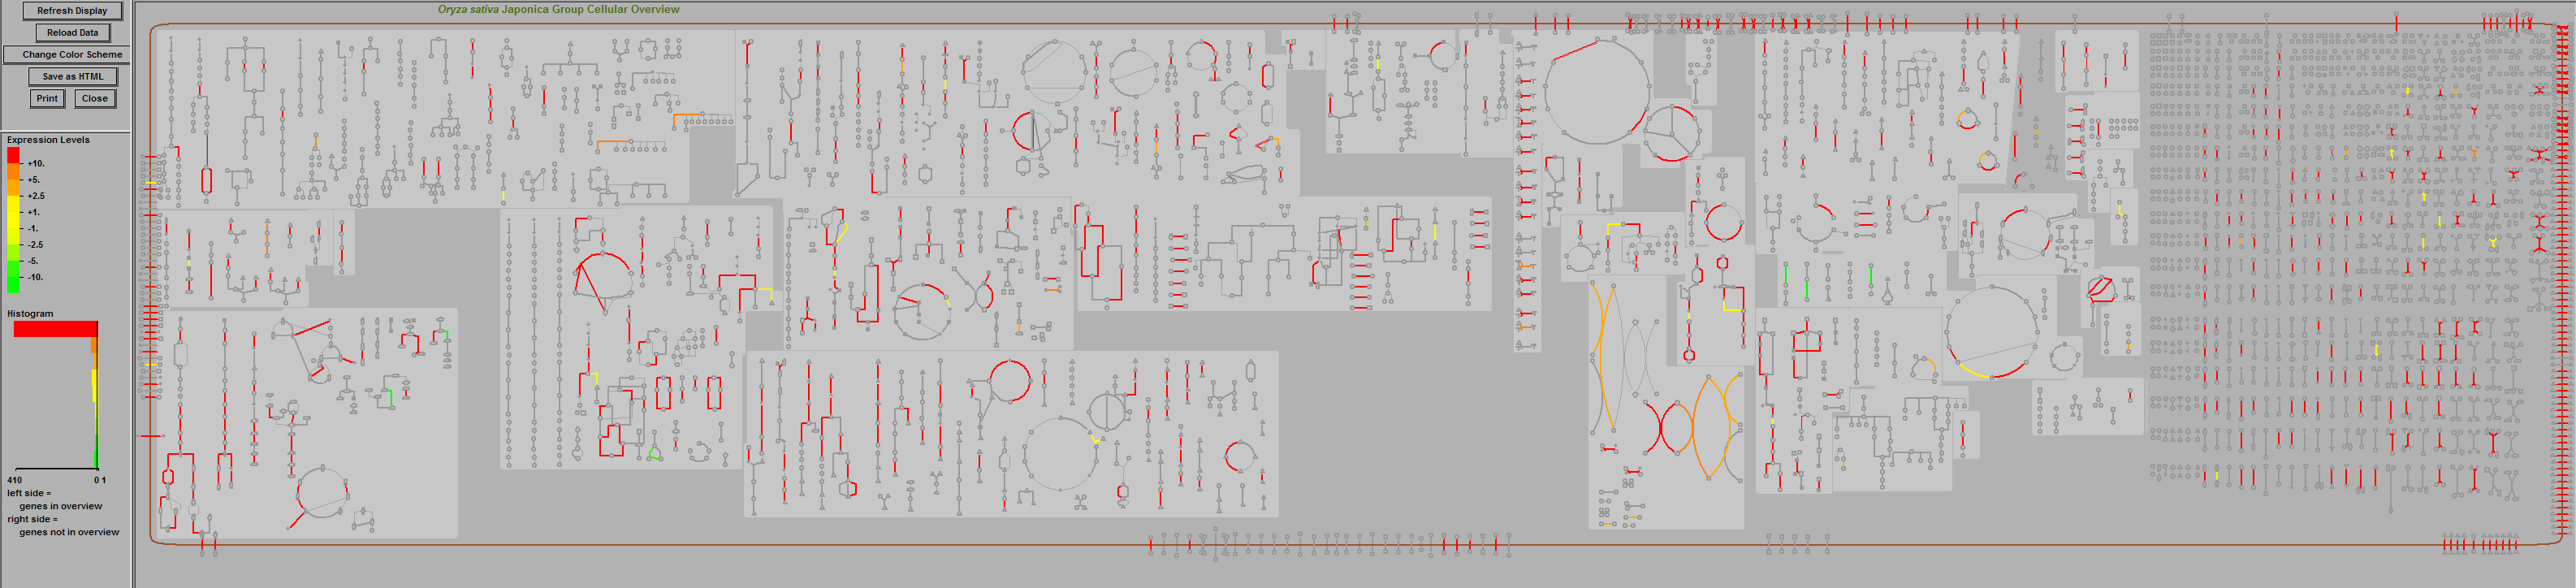 Refresh Display
Reload Data
Change Color Scheme
Save as HTML
Print Close
Oryza sativa Japonica Group Cellular Overview
Expression Levels
+10.
+5.
+2.5
+1.
-1.
-2.5
-5.
-10.
Histogram
410 0 1
left side =
genes in overview
right side =
genes not in overview